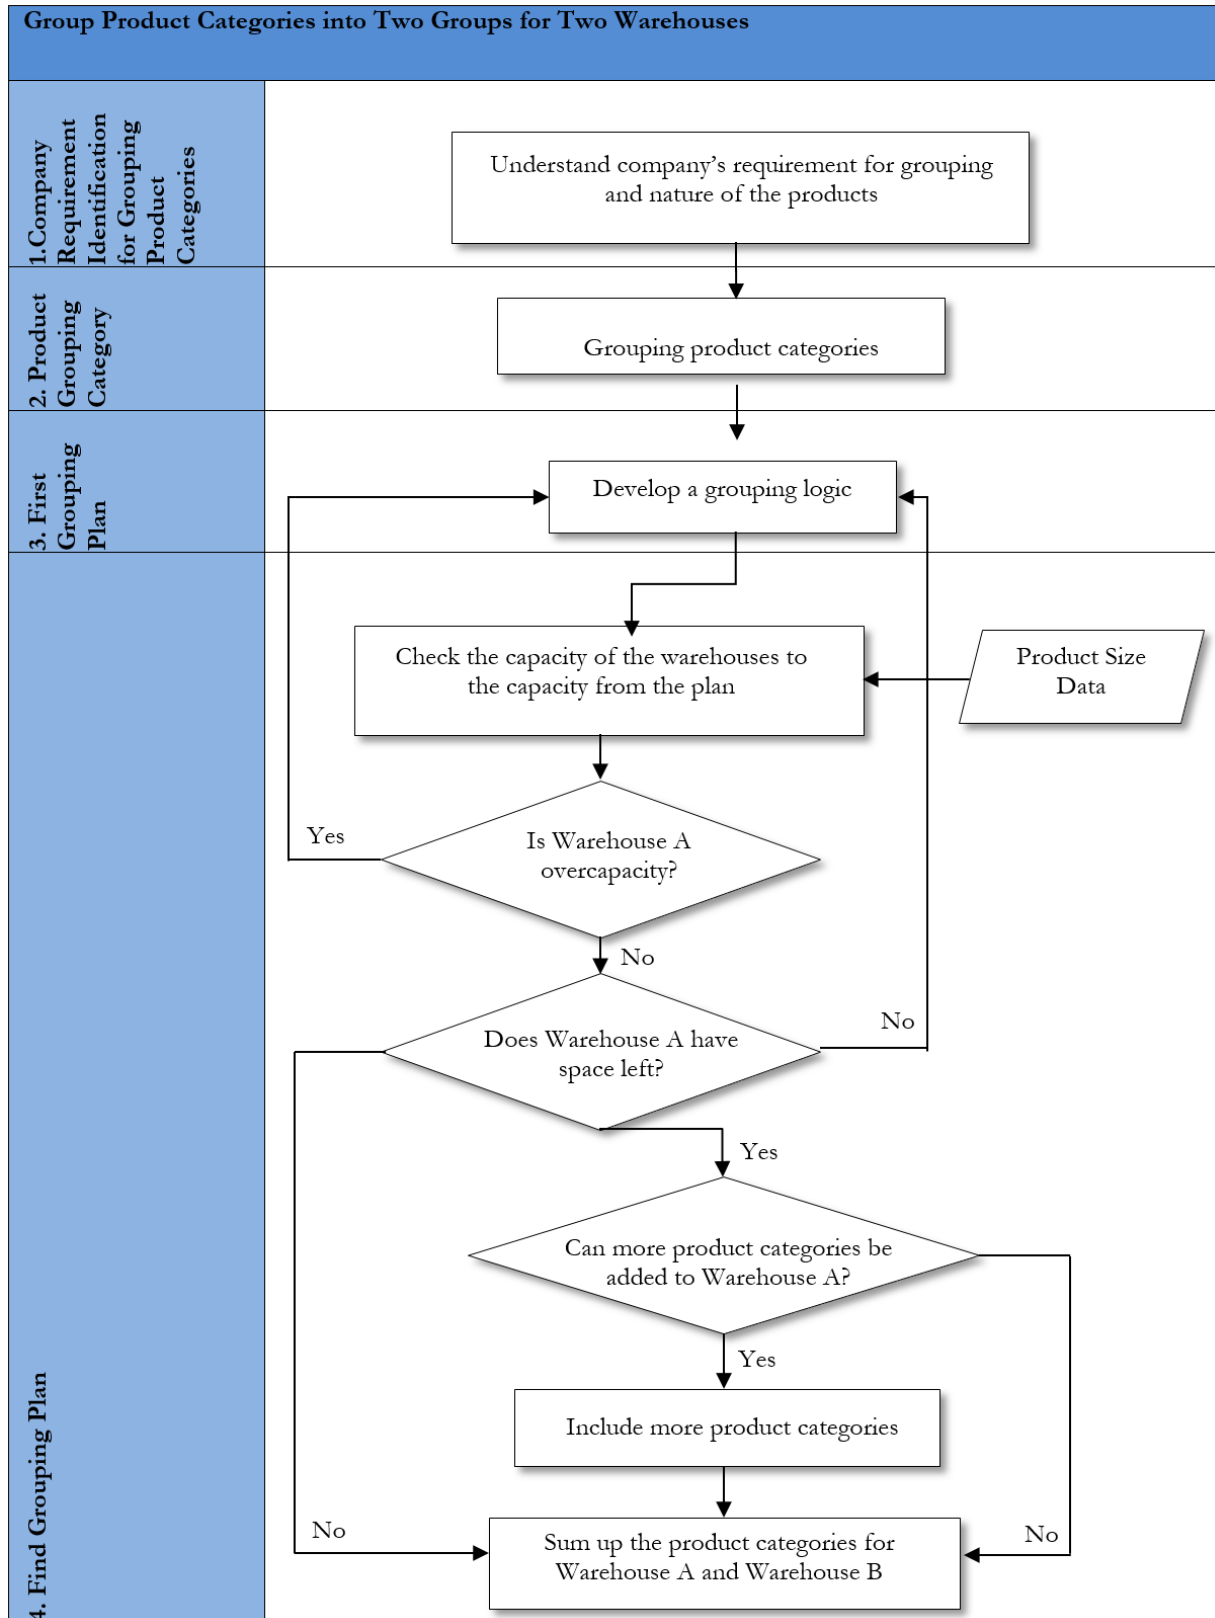 Group Product Categories into Two Groups for Two Warehouses
1.Company
Requirement
Identification
for Grouping
Product
Categories
Understand company’s requirement for grouping
and nature of the products
2. Product
Grouping
Category
Grouping product categories
3. First
Grouping
Plan
Develop a grouping logic
4. Find Grouping Plan
Check the capacity of the warehouses to
the capacity from the plan
Product Size
Data
Yes
Is Warehouse A
overcapacity?
No
No
Does Warehouse A have
space left?
Yes
Can more product categories be
added to Warehouse A?
Yes
Include more product categories
No
Sum up the product categories for
Warehouse A and Warehouse B
No